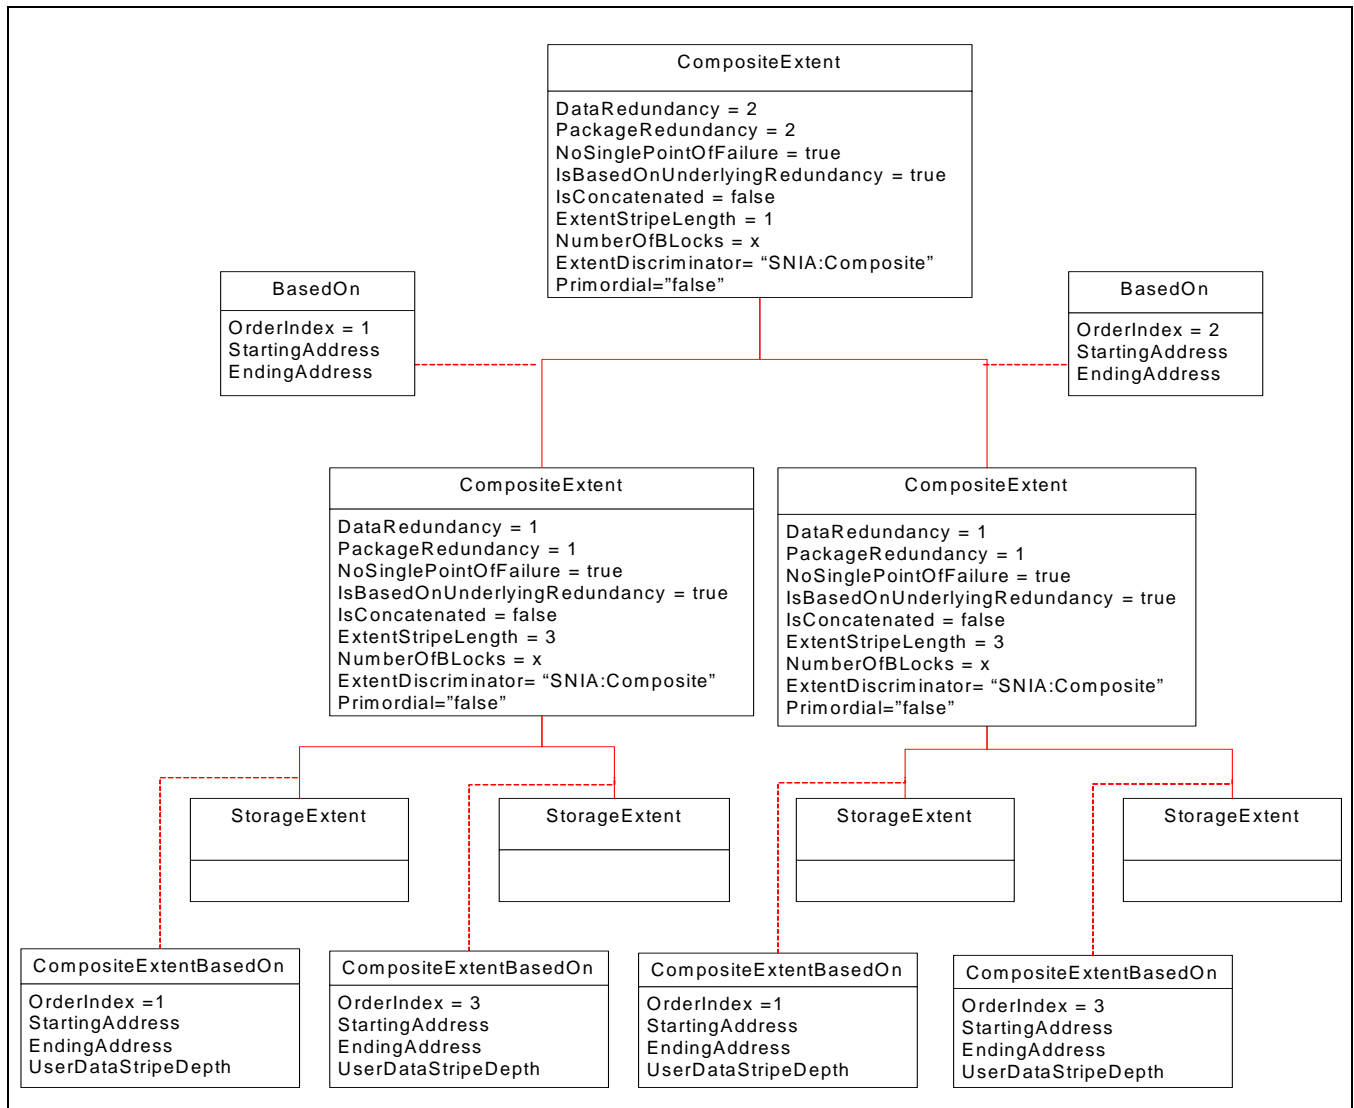 CompositeExtent
DataRedundancy = 2
PackageRedundancy = 2
NoSinglePointOfFailure = true
IsBasedOnUnderlyingRedundancy = true
IsConcatenated = false
ExtentStripeLength = 1
NumberOfBLocks = x
ExtentDiscriminator= “SNIA:Composite”
Primordial=”false”
BasedOn
OrderIndex = 1
StartingAddress
EndingAddress
BasedOn
OrderIndex = 2
StartingAddress
EndingAddress
CompositeExtent
DataRedundancy = 1
PackageRedundancy = 1
NoSinglePointOfFailure = true
IsBasedOnUnderlyingRedundancy = true
IsConcatenated = false
ExtentStripeLength = 3
NumberOfBLocks = x
ExtentDiscriminator= “SNIA:Composite”
Primordial=”false”
CompositeExtent
DataRedundancy = 1
PackageRedundancy = 1
NoSinglePointOfFailure = true
IsBasedOnUnderlyingRedundancy = true
IsConcatenated = false
ExtentStripeLength = 3
NumberOfBLocks = x
ExtentDiscriminator= “SNIA:Composite”
Primordial=”false”
StorageExtent
StorageExtent
StorageExtent
StorageExtent
CompositeExtentBasedOn
OrderIndex =1
StartingAddress
EndingAddress
UserDataStripeDepth
CompositeExtentBasedOn
OrderIndex = 3
StartingAddress
EndingAddress
UserDataStripeDepth
CompositeExtentBasedOn
OrderIndex =1
StartingAddress
EndingAddress
UserDataStripeDepth
CompositeExtentBasedOn
OrderIndex = 3
StartingAddress
EndingAddress
UserDataStripeDepth